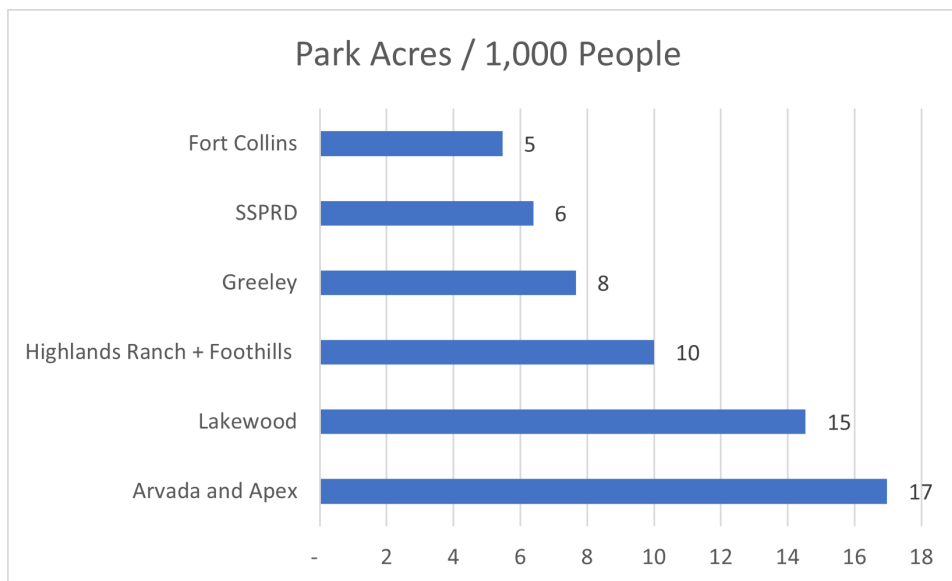 Park Acres / 1,000 People
Fort Collins 5
SSPRD 6
Greeley 8
Highlands Ranch + Foothills 10
Lakewood 15
Arvada and Apex 17
- 2 4 6 8 10 12 14 16 18